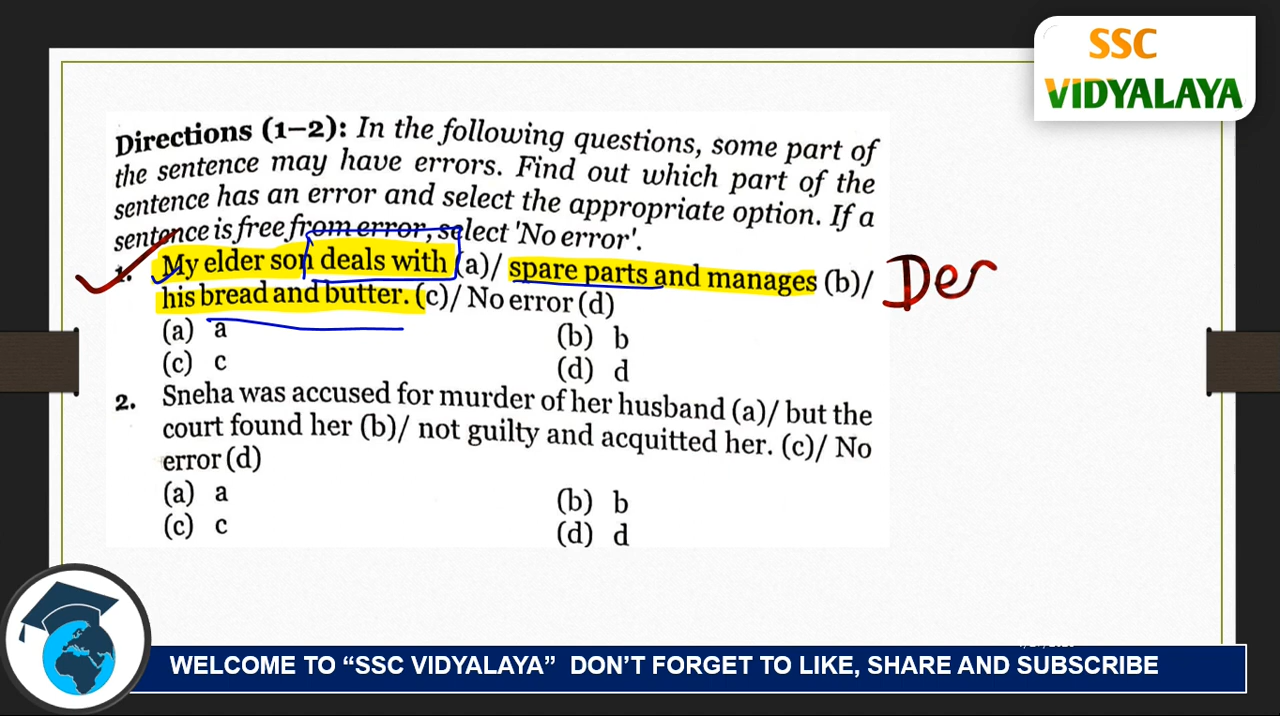 SSC
VIDYALAYA
Directions (1–2): In the following questions, some part of
the sentence may have errors. Find out which part of the
sentence has an error and select the appropriate option. If a
sentence is free from error, select 'No error'.
1. My elder son deals with (a)/ spare parts and manages (b)/
his bread and butter. (c)/ No error (d)
(a) a (b) b
(c) c (d) d
2. Sneha was accused for murder of her husband (a)/ but the
court found her (b)/ not guilty and acquitted her. (c)/ No
error (d)
(a) a (b) b
(c) c (d) d
WELCOME TO “SSC VIDYALAYA” DON’T FORGET TO LIKE, SHARE AND SUBSCRIBE